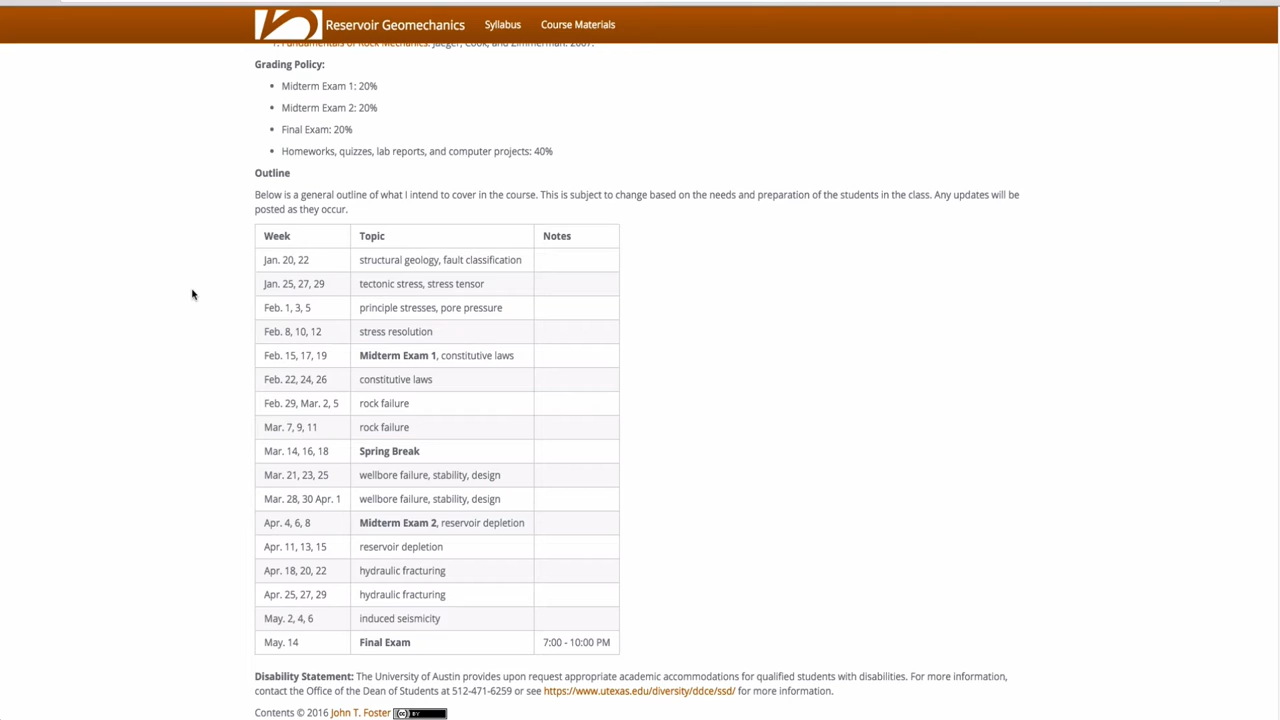 Reservoir Geomechanics Syllabus Course Materials
1. Fundamentals of Rock Mechanics. Jaeger, Cook, and Zimmerman. 2007.
Grading Policy:
• Midterm Exam 1: 20%
• Midterm Exam 2: 20%
• Final Exam: 20%
• Homeworks, quizzes, lab reports, and computer projects: 40%
Outline
Below is a general outline of what I intend to cover in the course. This is subject to change based on the needs and preparation of the students in the class. Any updates will be
posted as they occur.
Week Topic Notes
Jan. 20, 22 structural geology, fault classification
Jan. 25, 27, 29 tectonic stress, stress tensor
Feb. 1, 3, 5 principle stresses, pore pressure
Feb. 8, 10, 12 stress resolution
Feb. 15, 17, 19 Midterm Exam 1, constitutive laws
Feb. 22, 24, 26 constitutive laws
Feb. 29, Mar. 2, 5 rock failure
Mar. 7, 9, 11 rock failure
Mar. 14, 16, 18 Spring Break
Mar. 21, 23, 25 wellbore failure, stability, design
Mar. 28, 30 Apr. 1 wellbore failure, stability, design
Apr. 4, 6, 8 Midterm Exam 2, reservoir depletion
Apr. 11, 13, 15 reservoir depletion
Apr. 18, 20, 22 hydraulic fracturing
Apr. 25, 27, 29 hydraulic fracturing
May. 2, 4, 6 induced seismicity
May. 14 Final Exam 7:00 - 10:00 PM
Disability Statement: The University of Austin provides upon request appropriate academic accommodations for qualified students with disabilities. For more information,
contact the Office of the Dean of Students at 512-471-6259 or see https://www.utexas.edu/diversity/ddce/ssd/ for more information.
Contents © 2016 John T. Foster (cc) BY